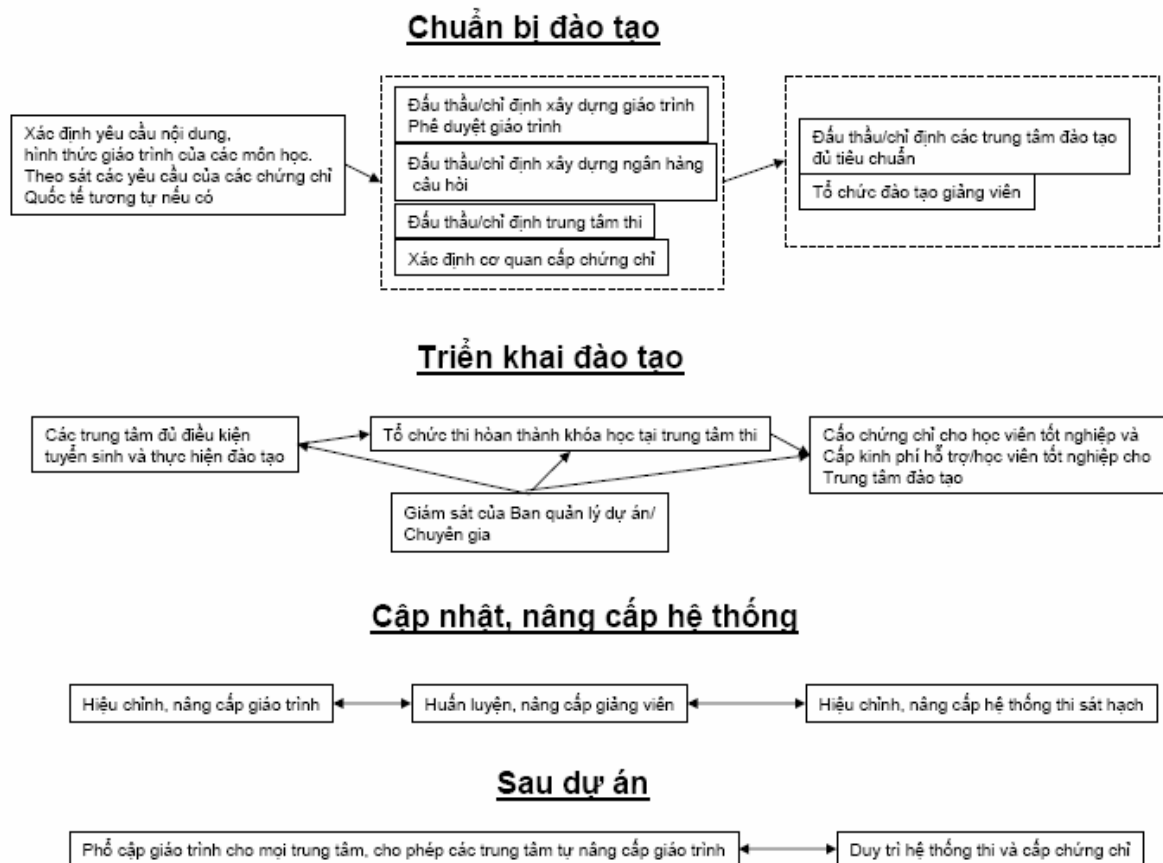 Chuẩn bị đào tạo
Xác định yêu cầu nội dung,
hình thức giáo trình của các môn học.
Theo sát các yêu cầu của các chứng chỉ
Quốc tế tương tự nếu có
Đấu thầu/chỉ định xây dựng giáo trình
Phê duyệt giáo trình
Đấu thầu/chỉ định xây dựng ngân hàng
câu hỏi
Đấu thầu/chỉ định trung tâm thi
Xác định cơ quan cấp chứng chỉ
Đấu thầu/chỉ định các trung tâm đào tạo
đủ tiêu chuẩn
Tổ chức đào tạo giảng viên
Triển khai đào tạo
Các trung tâm đủ điều kiện
tuyển sinh và thực hiện đào tạo
Tổ chức thi hòan thành khóa học tại trung tâm thi
Cấo chứng chỉ cho học viên tốt nghiệp và
Cấp kinh phí hỗ trợ/học viên tốt nghiệp cho
Trung tâm đào tạo
Giám sát của Ban quản lý dự án/
Chuyên gia
Cập nhật, nâng cấp hệ thống
Hiệu chỉnh, nâng cấp giáo trình
Huấn luyện, nâng cấp giảng viên
Hiệu chỉnh, nâng cấp hệ thống thi sát hạch
Sau dự án
Phổ cập giáo trình cho mọi trung tâm, cho phép các trung tâm tự nâng cấp giáo trình
Duy trì hệ thống thi và cấp chứng chỉ